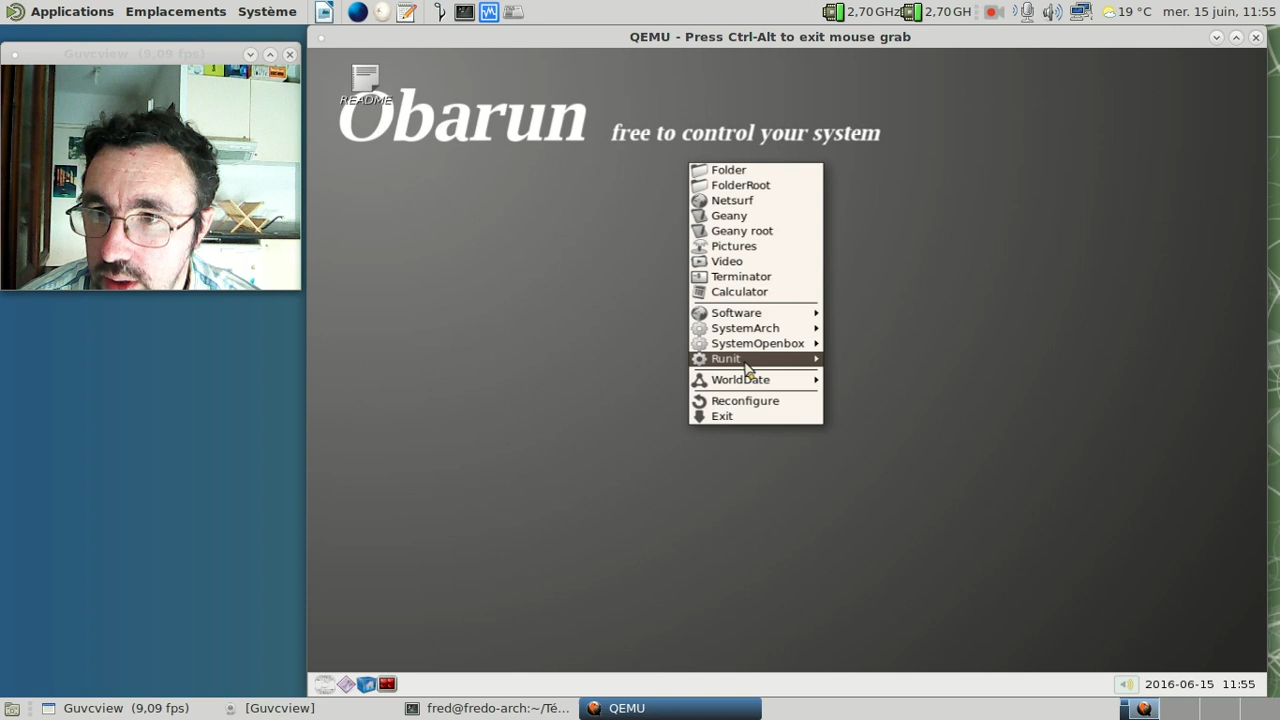 Applications Emplacements Système 2,70 GHz 2,70 GH 19 °C mer. 15 juin, 11:55
Guvcview (9,09 fps)
QEMU - Press Ctrl-Alt to exit mouse grab
README
Obarun free to control your system
Folder
FolderRoot
Netsurf
Geany
Geany root
Pictures
Video
Terminator
Calculator
Software
SystemArch
SystemOpenbox
Runit
WorldDate
Reconfigure
Exit
2016-06-15 11:55
Guvcview (9,09 fps) [Guvcview] fred@fredo-arch:~/Té... QEMU